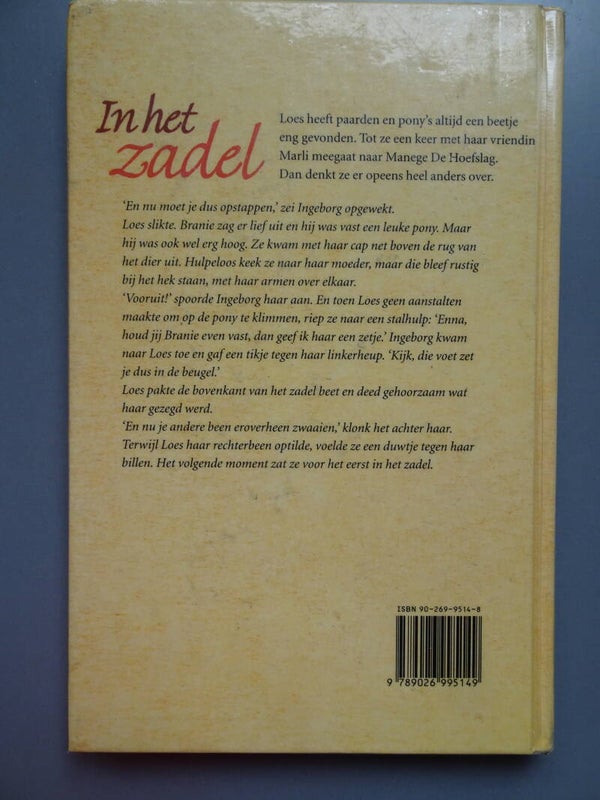 In het
zadel
Loes heeft paarden en pony's altijd een beetje
eng gevonden. Tot ze een keer met haar vriendin
Marli meegaat naar Manege De Hoefslag.
Dan denkt ze er opeens heel anders over.
'En nu moet je dus opstappen,' zei Ingeborg opgewekt.
Loes slikte. Branie zag er lief uit en hij was vast een leuke pony. Maar
hij was ook wel erg hoog. Ze kwam met haar cap net boven de rug van
het dier uit. Hulpeloos keek ze naar haar moeder, maar die bleef rustig
bij het hek staan, met haar armen over elkaar.
'Vooruit!' spoorde Ingeborg haar aan. En toen Loes geen aanstalten
maakte om op de pony te klimmen, riep ze naar een stalhulp: 'Enna,
houd jij Branie even vast, dan geef ik haar een zetje.' Ingeborg kwam
naar Loes toe en gaf een tikje tegen haar linkerheup. 'Kijk, die voet zet
je dus in de beugel.'
Loes pakte de bovenkant van het zadel beet en deed gehoorzaam wat
haar gezegd werd.
'En nu je andere been eroverheen zwaaien,' klonk het achter haar.
Terwijl Loes haar rechterbeen optilde, voelde ze een duwtje tegen haar
billen. Het volgende moment zat ze voor het eerst in het zadel.
ISBN 90-269-9514-8
9 789026 995149